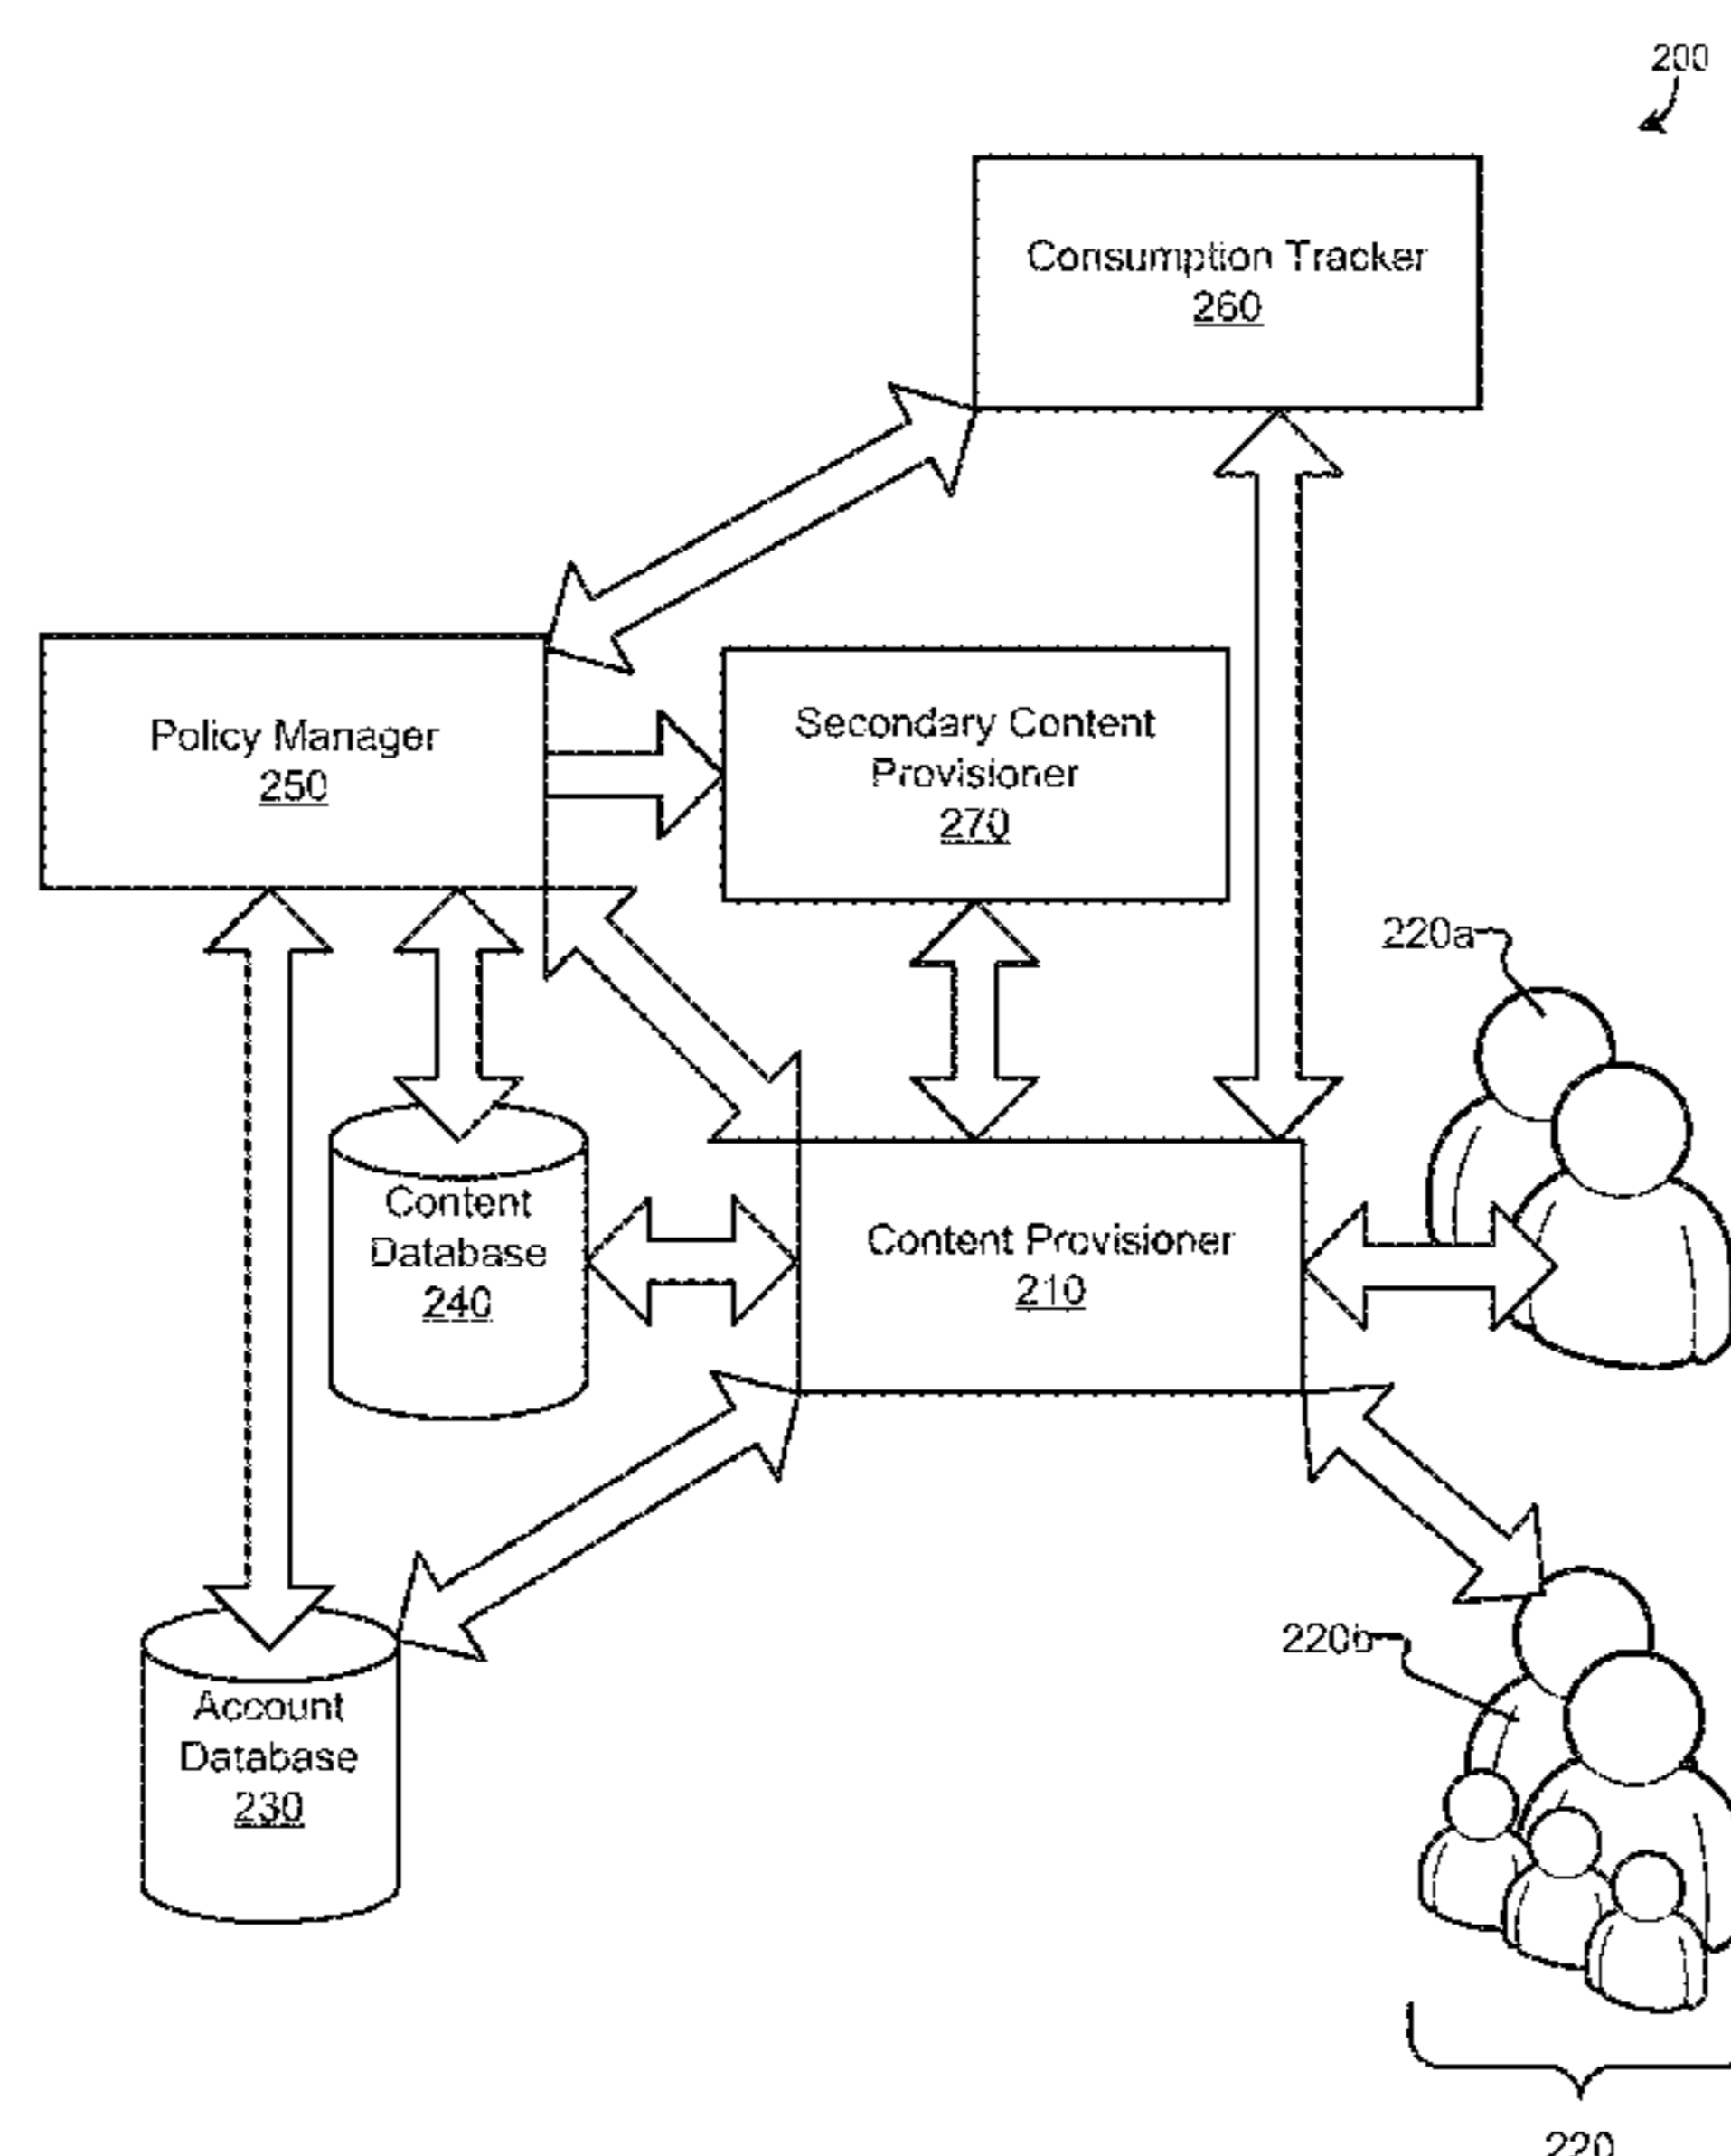 200
Consumption Tracker
260
Policy Manager
250
Secondary Content
Provisioner
270
220a
Content
Database
240
Content Provisioner
210
220b
Account
Database
230
220